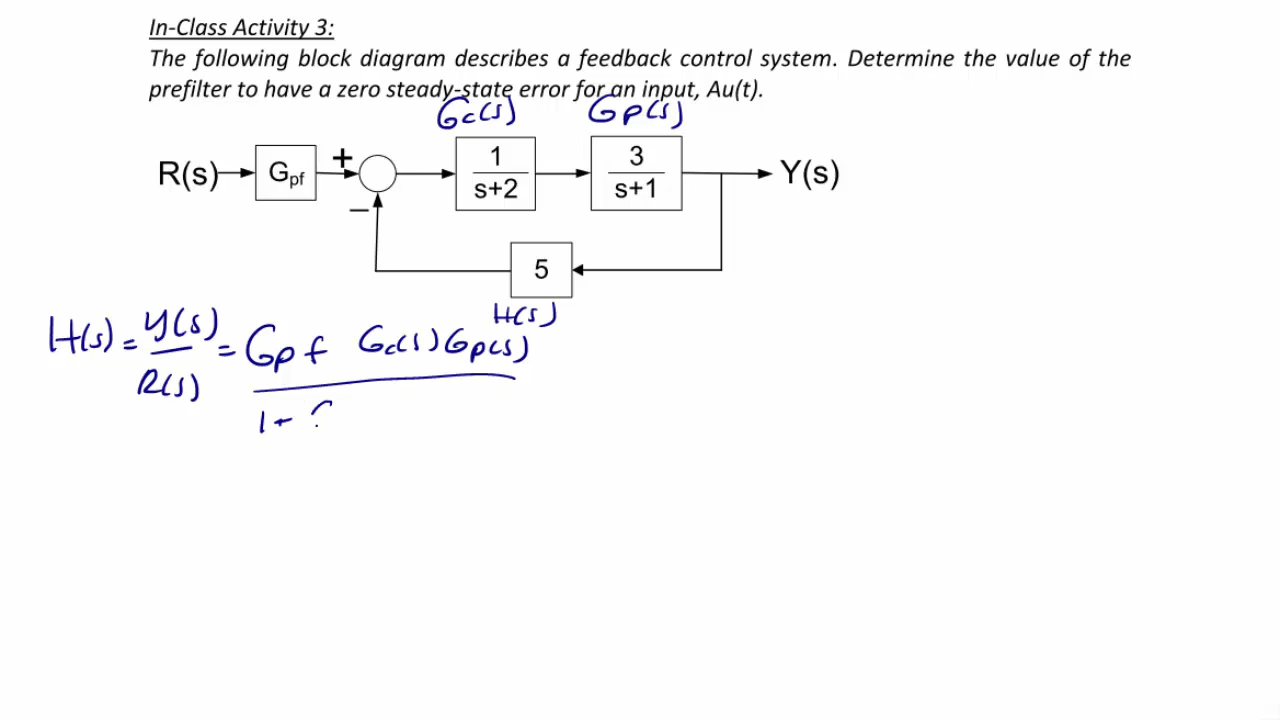 In-Class Activity 3:
The following block diagram describes a feedback control system. Determine the value of the
prefilter to have a zero steady-state error for an input, Au(t).
Gc(s) Gp(s)
R(s) Gpf + − 1/s+2 3/s+1 Y(s)
5
H(s)
H(s) = Y(s)/R(s) = Gpf Gc(s) Gp(s)
1+